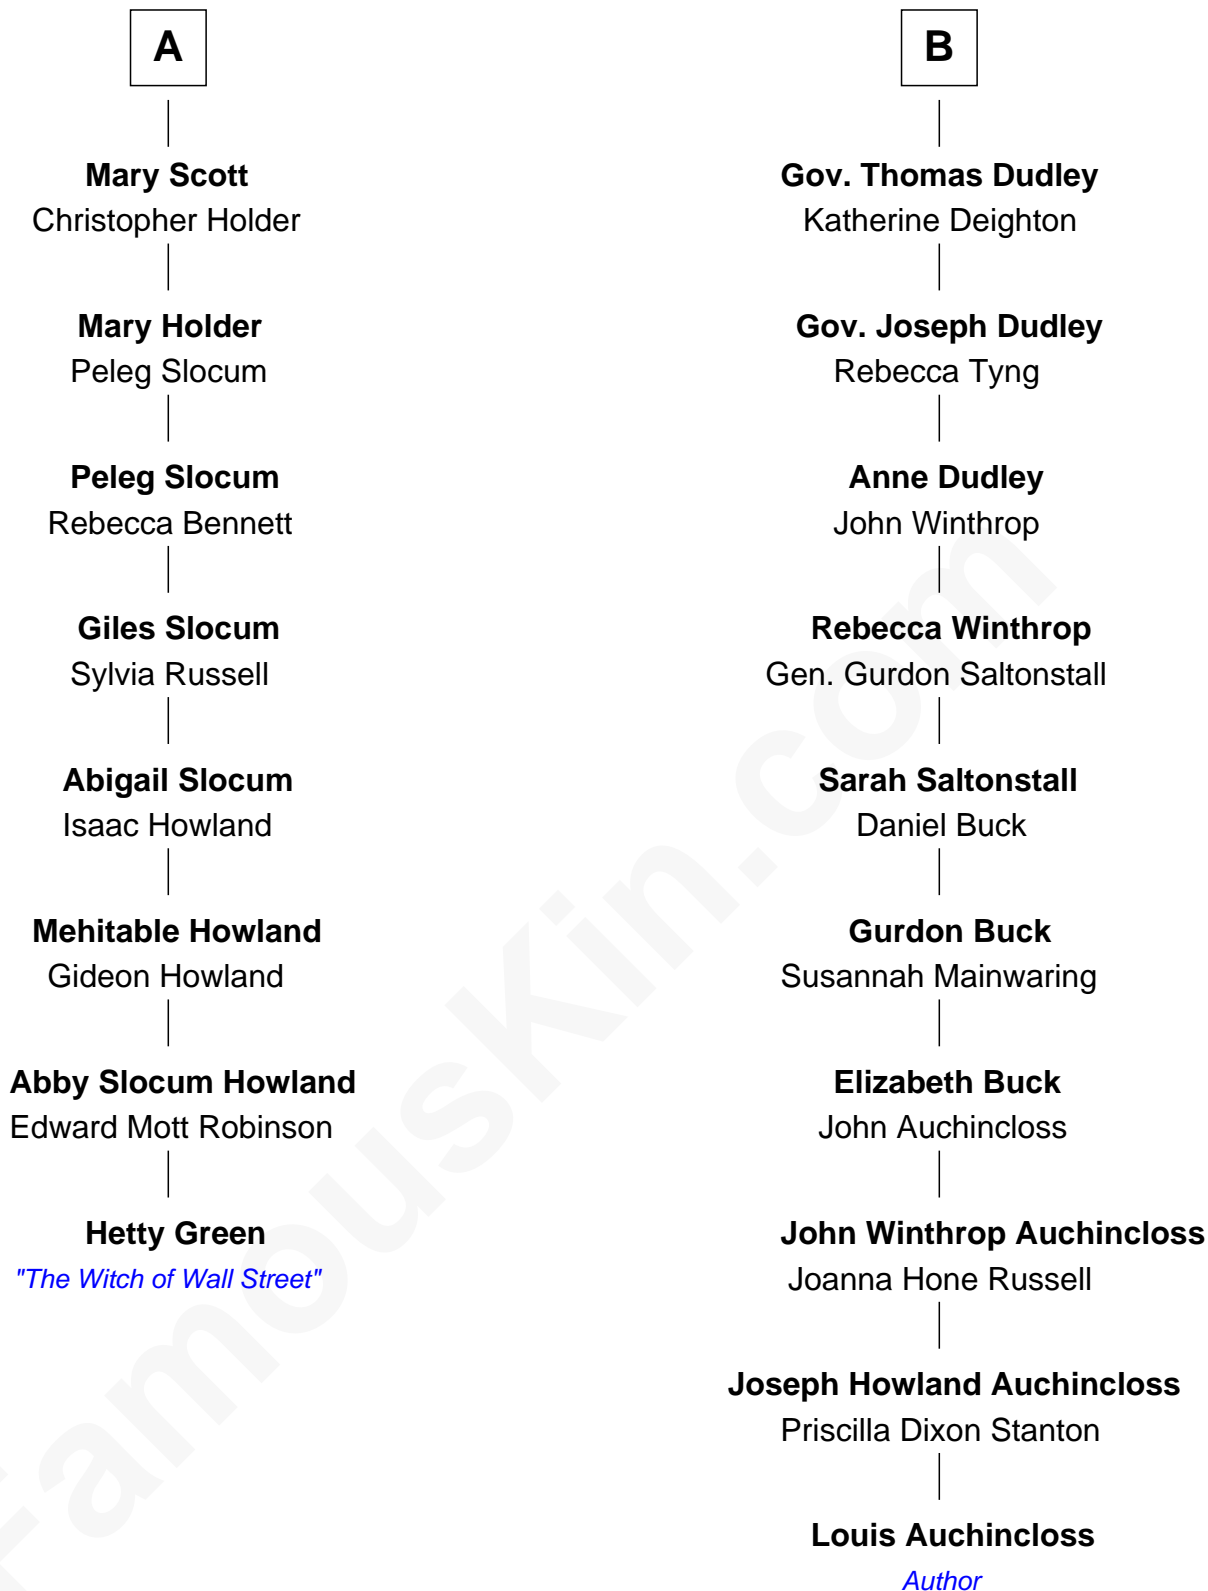 A
Mary Scott
Christopher Holder
Mary Holder
Peleg Slocum
Peleg Slocum
Rebecca Bennett
Giles Slocum
Sylvia Russell
Abigail Slocum
Isaac Howland
Mehitable Howland
Gideon Howland
Abby Slocum Howland
Edward Mott Robinson
Hetty Green
"The Witch of Wall Street"
B
Gov. Thomas Dudley
Katherine Deighton
Gov. Joseph Dudley
Rebecca Tyng
Anne Dudley
John Winthrop
Rebecca Winthrop
Gen. Gurdon Saltonstall
Sarah Saltonstall
Daniel Buck
Gurdon Buck
Susannah Mainwaring
Elizabeth Buck
John Auchincloss
John Winthrop Auchincloss
Joanna Hone Russell
Joseph Howland Auchincloss
Priscilla Dixon Stanton
Louis Auchincloss
Author
FamousKin.com